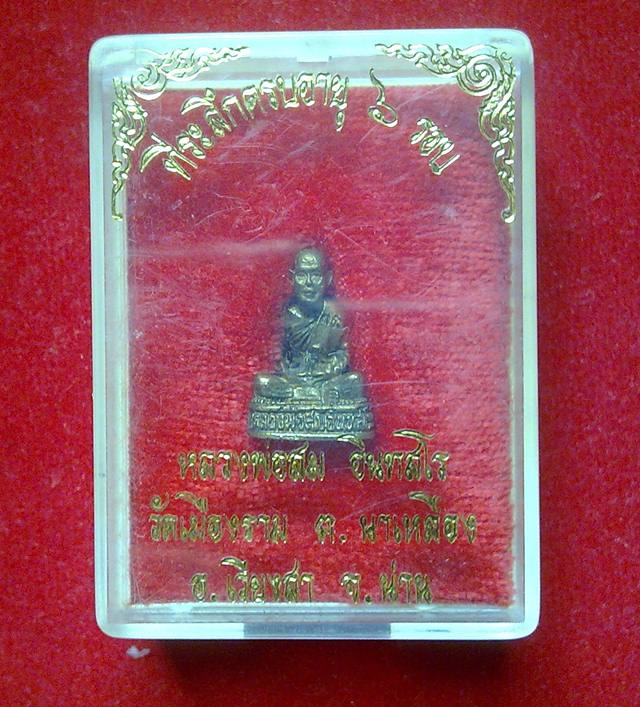 ที่ระลึกครบอายุ ๖ รอบ
หลวงพ่อสม อินทสโร
วัดเมืองราม ต. นาเหลือง
อ. เวียงสา จ. น่าน